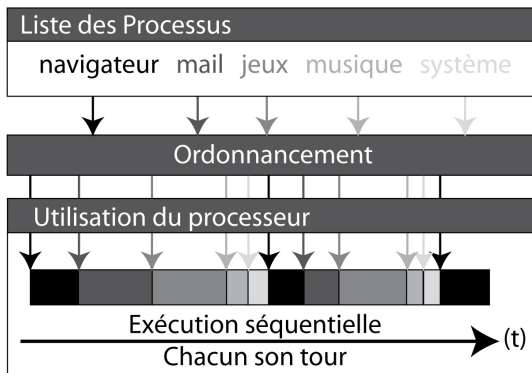 Liste des Processus
navigateur mail jeux musique système
Ordonnancement
Utilisation du processeur
Exécution séquentielle
(t)
Chacun son tour